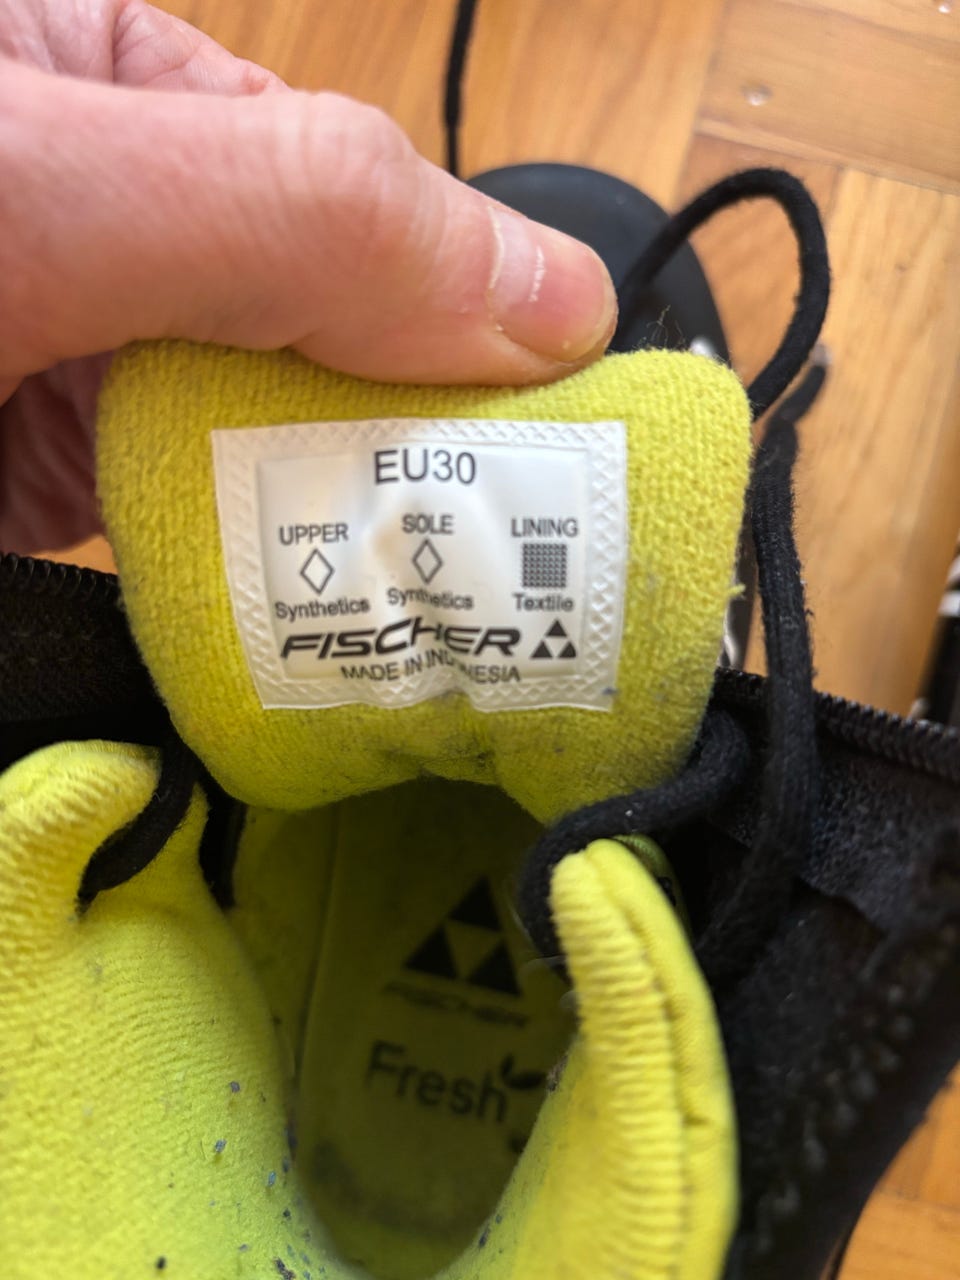 EU30
UPPER SOLE LINING
Synthetics Synthetics Textile
FISCHER
MADE IN INDONESIA
FISCHER
Fresh